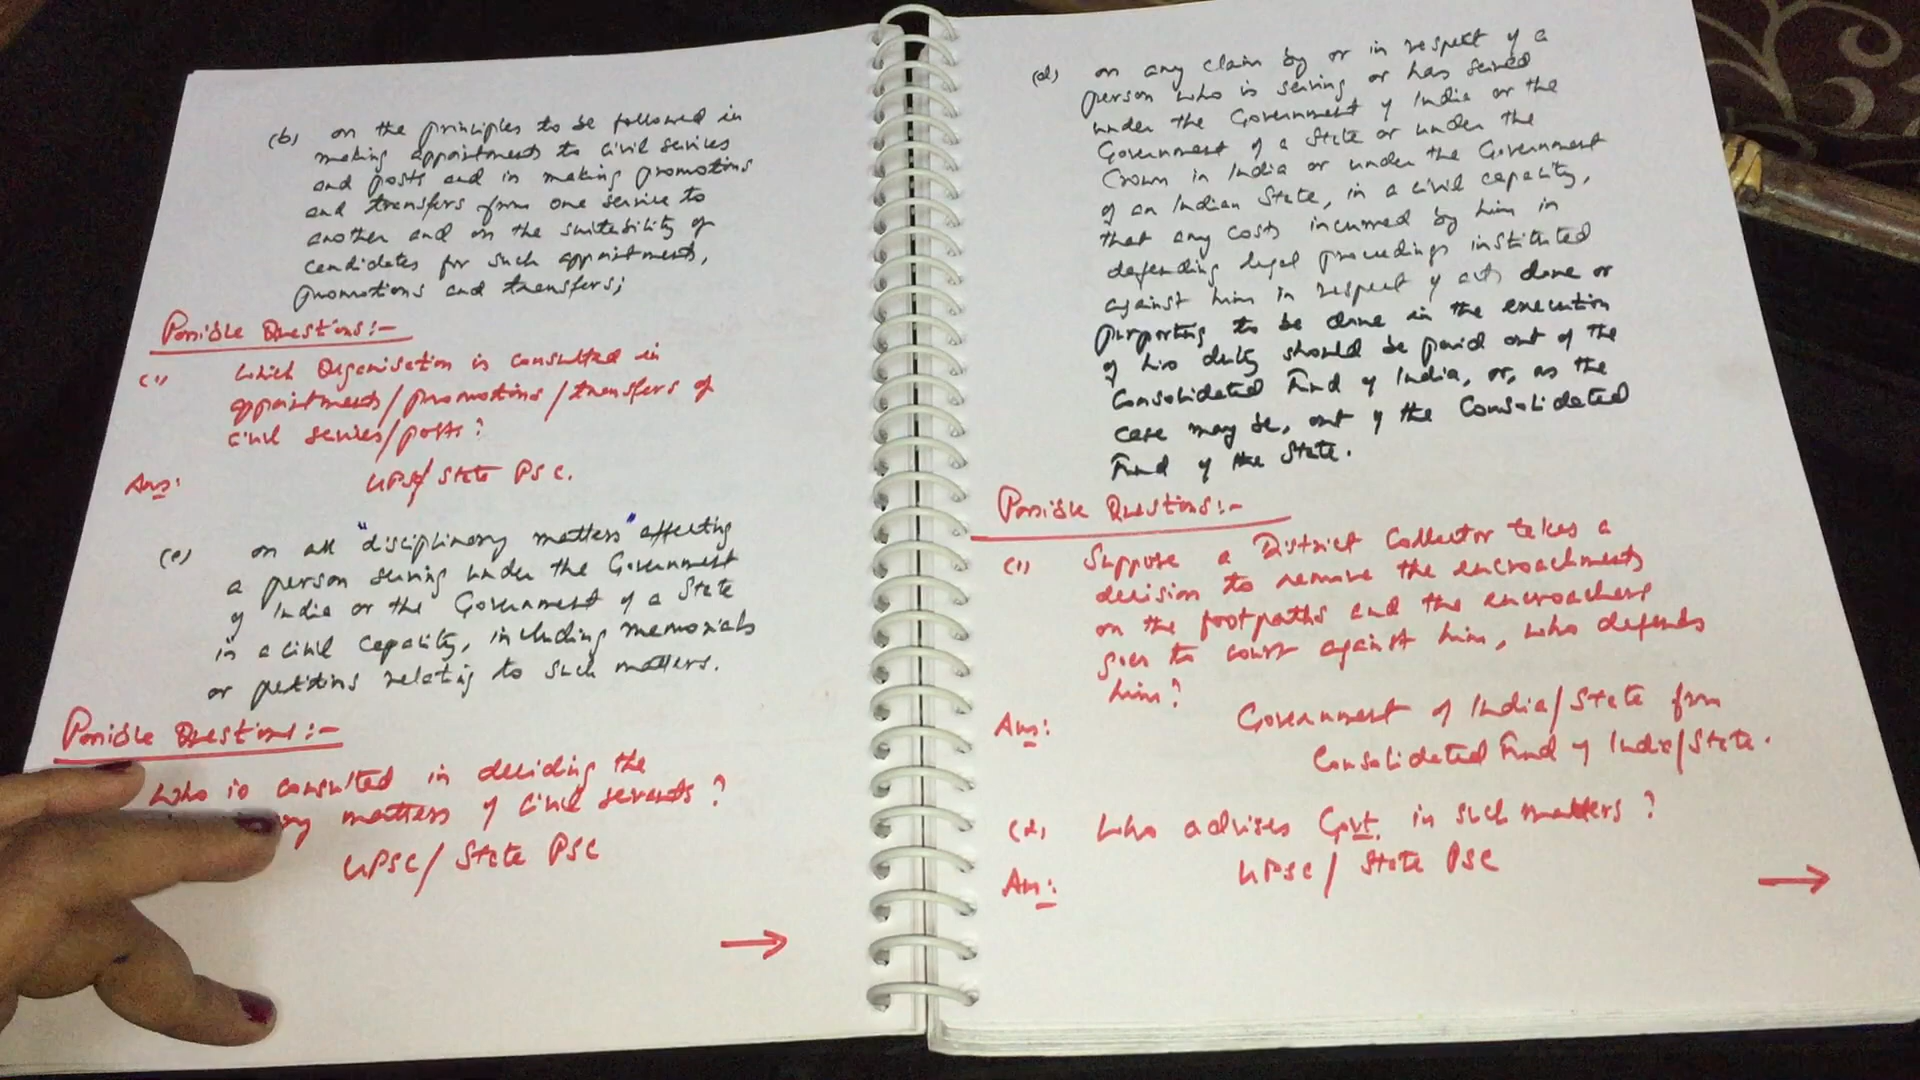 (b) on the principles to be followed in
making appointments to civil services
and posts and in making promotions
and transfers from one service to
another and on the suitability of
candidates for such appointments,
promotions and transfers;
Possible Questions:-
(1) Which Organisation is consulted in
appointments/promotions/transfers of
civil services/posts?
Ans: UPSC/State PSC.
(c) on all "disciplinary matters" affecting
a person serving under the Government
of India or the Government of a State
in a civil capacity, including memorials
or petitions relating to such matters.
Possible Questions:-
Who is consulted in deciding the
matters of civil servants?
UPSC/State PSC
(d) on any claim by or in respect of a
person who is serving or has served
under the Government of India or the
Government of a State or under the
Crown in India or under the Government
of an Indian State, in a civil capacity,
that any costs incurred by him in
defending legal proceedings instituted
against him in respect of acts done or
purporting to be done in the execution
of his duty should be paid out of the
Consolidated Fund of India, or, as the
case may be, out of the Consolidated
Fund of the State.
Possible Questions:-
(1) Suppose a District Collector takes a
decision to remove the encroachments
on the footpaths and the encroachers
goes to court against him, who defends
him?
Ans: Government of India/State from
Consolidated Fund of India/State.
(2) Who advises Govt. in such matters?
Ans: UPSC/State PSC